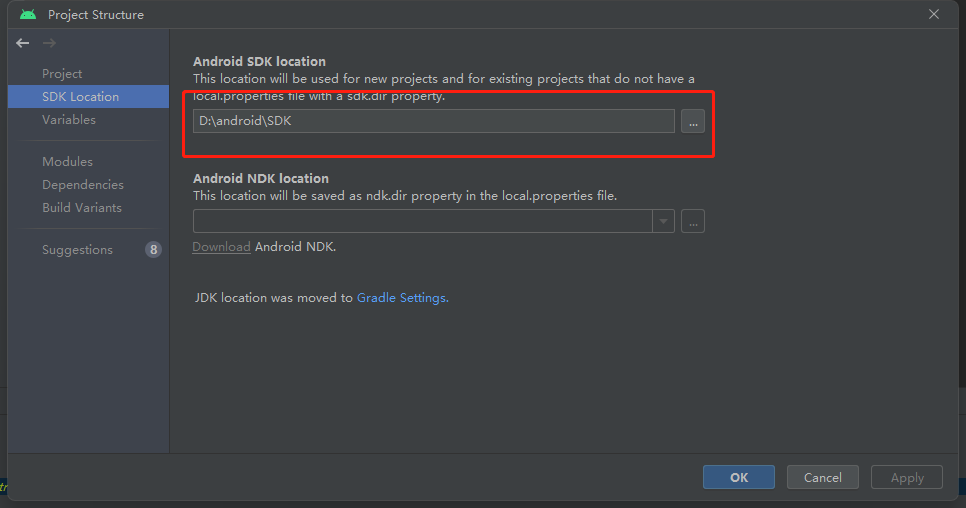 Project Structure
Project
SDK Location
Variables
Modules
Dependencies
Build Variants
Suggestions 8
Android SDK location
This location will be used for new projects and for existing projects that do not have a
local.properties file with a sdk.dir property.
D:\android\SDK
...
Android NDK location
This location will be saved as ndk.dir property in the local.properties file.
...
Download Android NDK.
JDK location was moved to Gradle Settings.
OK Cancel Apply